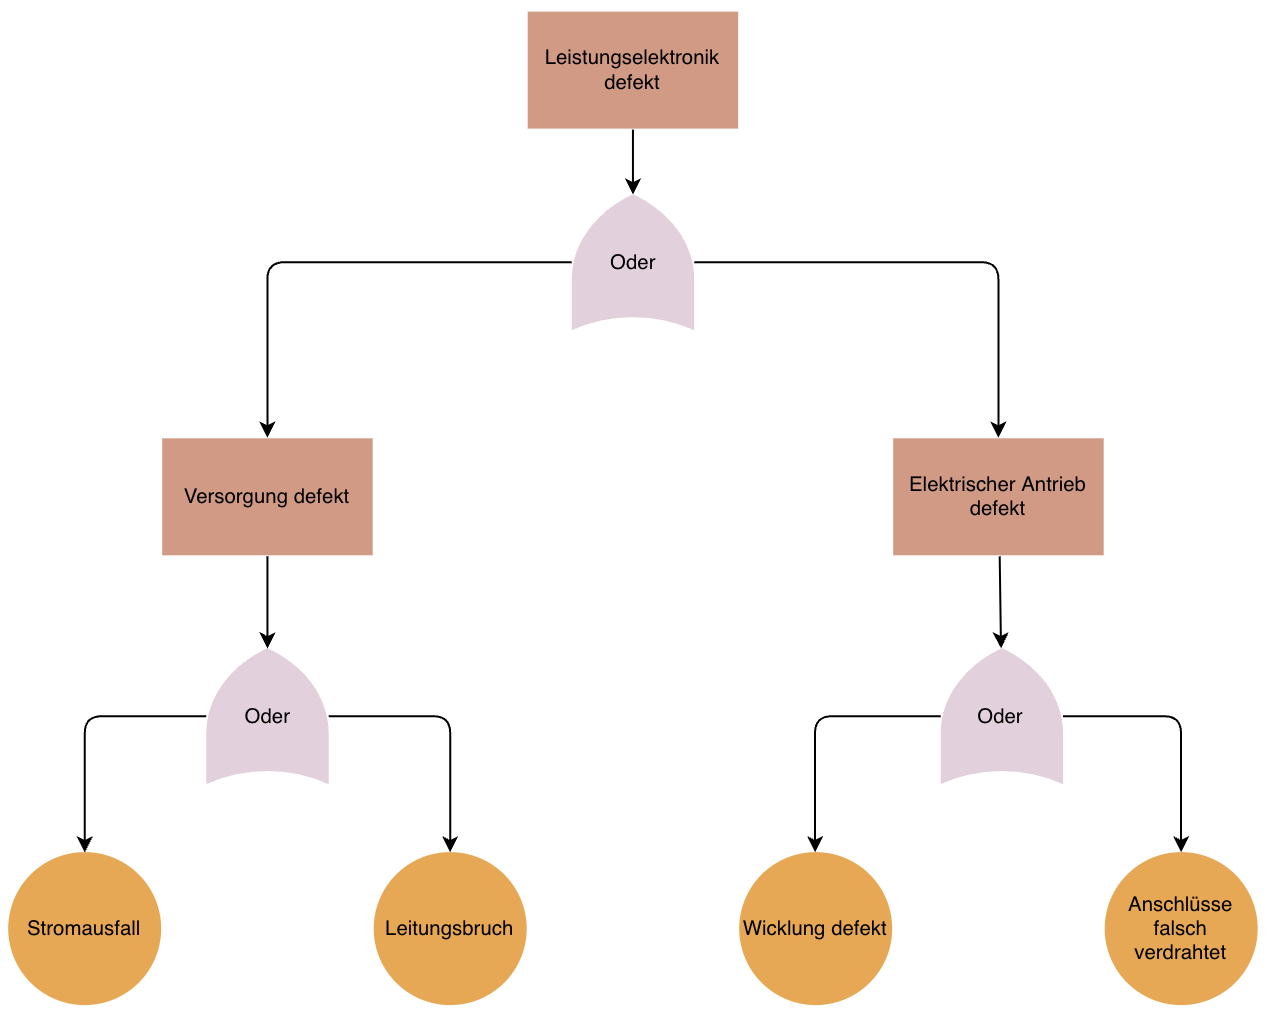 Leistungselektronik
defekt
Oder
Versorgung defekt
Elektrischer Antrieb
defekt
Oder
Oder
Stromausfall
Leitungsbruch
Wicklung defekt
Anschlüsse
falsch
verdrahtet